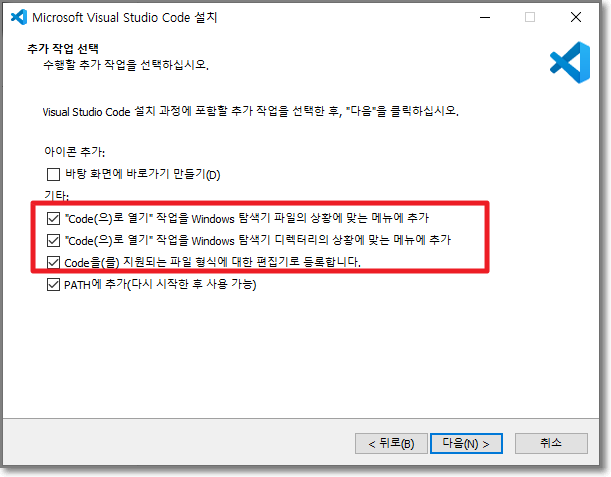 Microsoft Visual Studio Code 설치
추가 작업 선택
수행할 추가 작업을 선택하십시오.
Visual Studio Code 설치 과정에 포함할 추가 작업을 선택한 후, "다음"을 클릭하십시오.
아이콘 추가:
바탕 화면에 바로가기 만들기(D)
기타:
"Code(으)로 열기" 작업을 Windows 탐색기 파일의 상황에 맞는 메뉴에 추가
"Code(으)로 열기" 작업을 Windows 탐색기 디렉터리의 상황에 맞는 메뉴에 추가
Code을(를) 지원되는 파일 형식에 대한 편집기로 등록합니다.
PATH에 추가(다시 시작한 후 사용 가능)
< 뒤로(B)
다음(N) >
취소